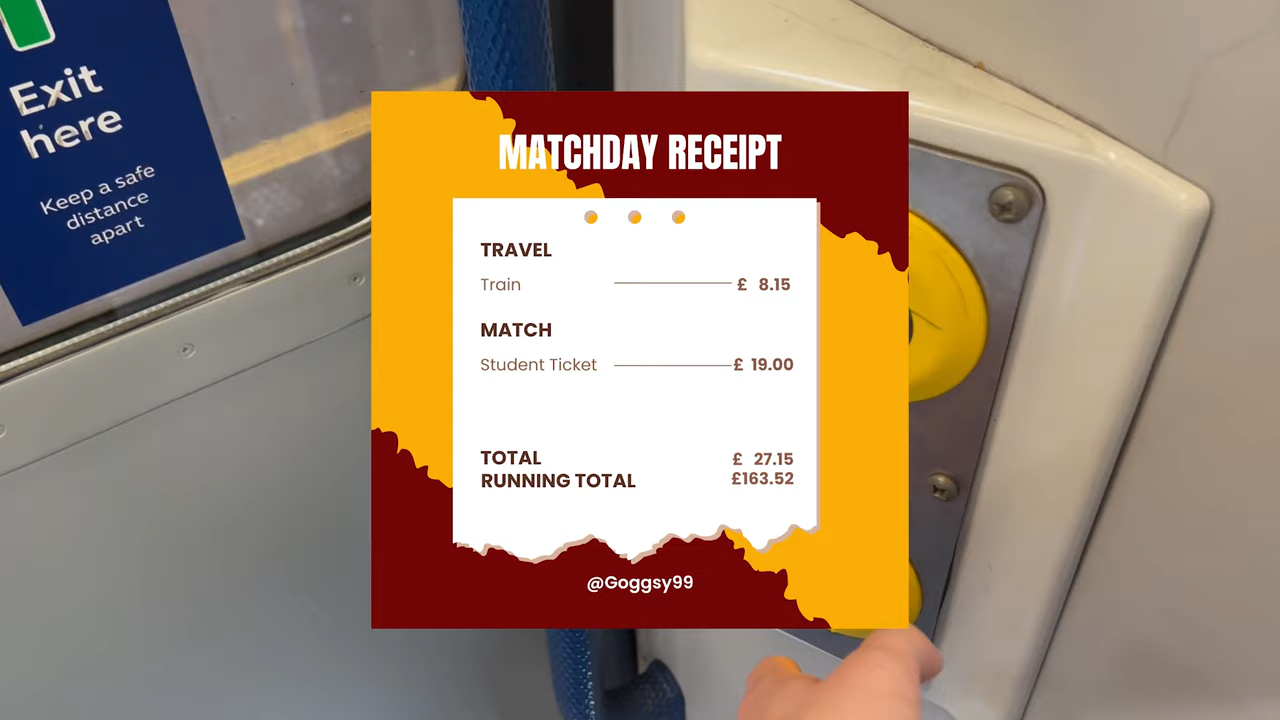 Exit
here
Keep a safe
distance
apart
MATCHDAY RECEIPT
TRAVEL
Train £ 8.15
MATCH
Student Ticket £ 19.00
TOTAL £ 27.15
RUNNING TOTAL £163.52
@Goggsy99